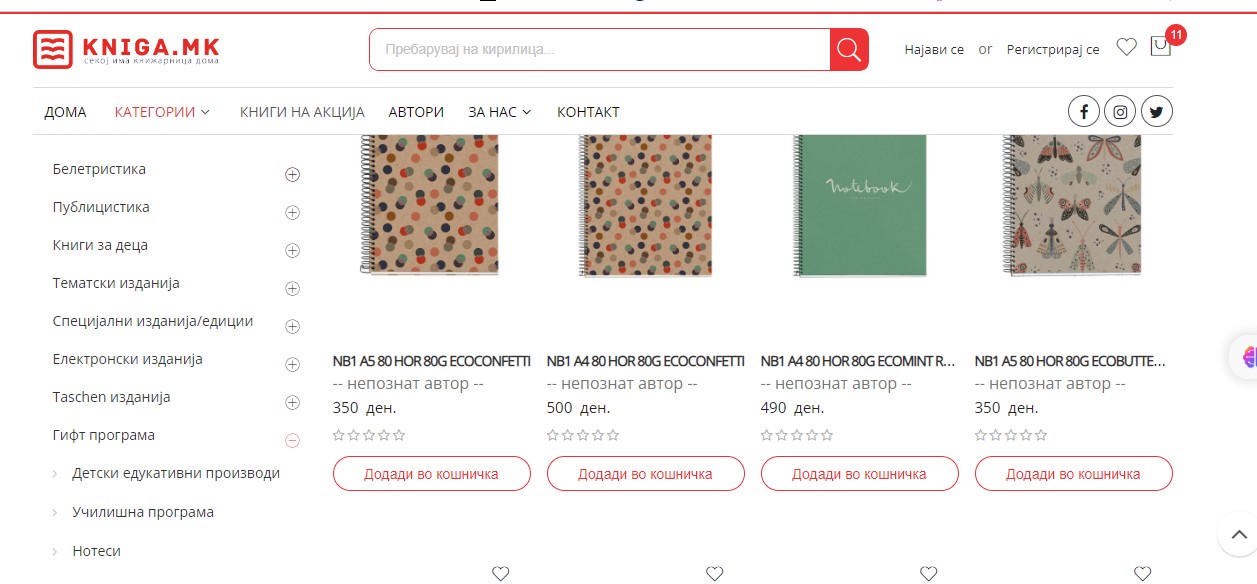 KNIGA.MK
секој има книжарница дома
Пребарувај на кирилица...
Најави се or Регистрирај се
11
ДОМА КАТЕГОРИИ КНИГИ НА АКЦИЈА АВТОРИ ЗА НАС КОНТАКТ
Белетристика
Публицистика
Книги за деца
Тематски изданија
Специјални изданија/едиции
Електронски изданија
Taschen изданија
Гифт програма
Детски едукативни производи
Училишна програма
Нотеси
Notebook
NB1 A5 80 HOR 80G ECOCONFETTI
-- непознат автор --
350 ден.
Додади во кошничка
NB1 A4 80 HOR 80G ECOCONFETTI
-- непознат автор --
500 ден.
Додади во кошничка
NB1 A4 80 HOR 80G ECOMINT R...
-- непознат автор --
490 ден.
Додади во кошничка
NB1 A5 80 HOR 80G ECOBUTTE...
-- непознат автор --
350 ден.
Додади во кошничка